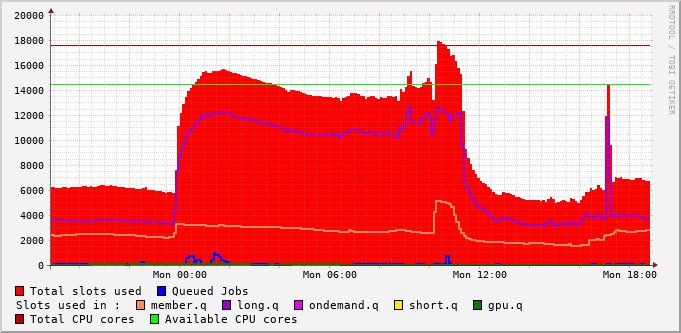 20000
18000
16000
14000
12000
10000
8000
6000
4000
2000
0
Mon 00:00 Mon 06:00 Mon 12:00 Mon 18:00
RRDTOOL / TOBI OETIKER
Total slots used Queued Jobs
Slots used in : member.q long.q ondemand.q short.q gpu.q
Total CPU cores Available CPU cores